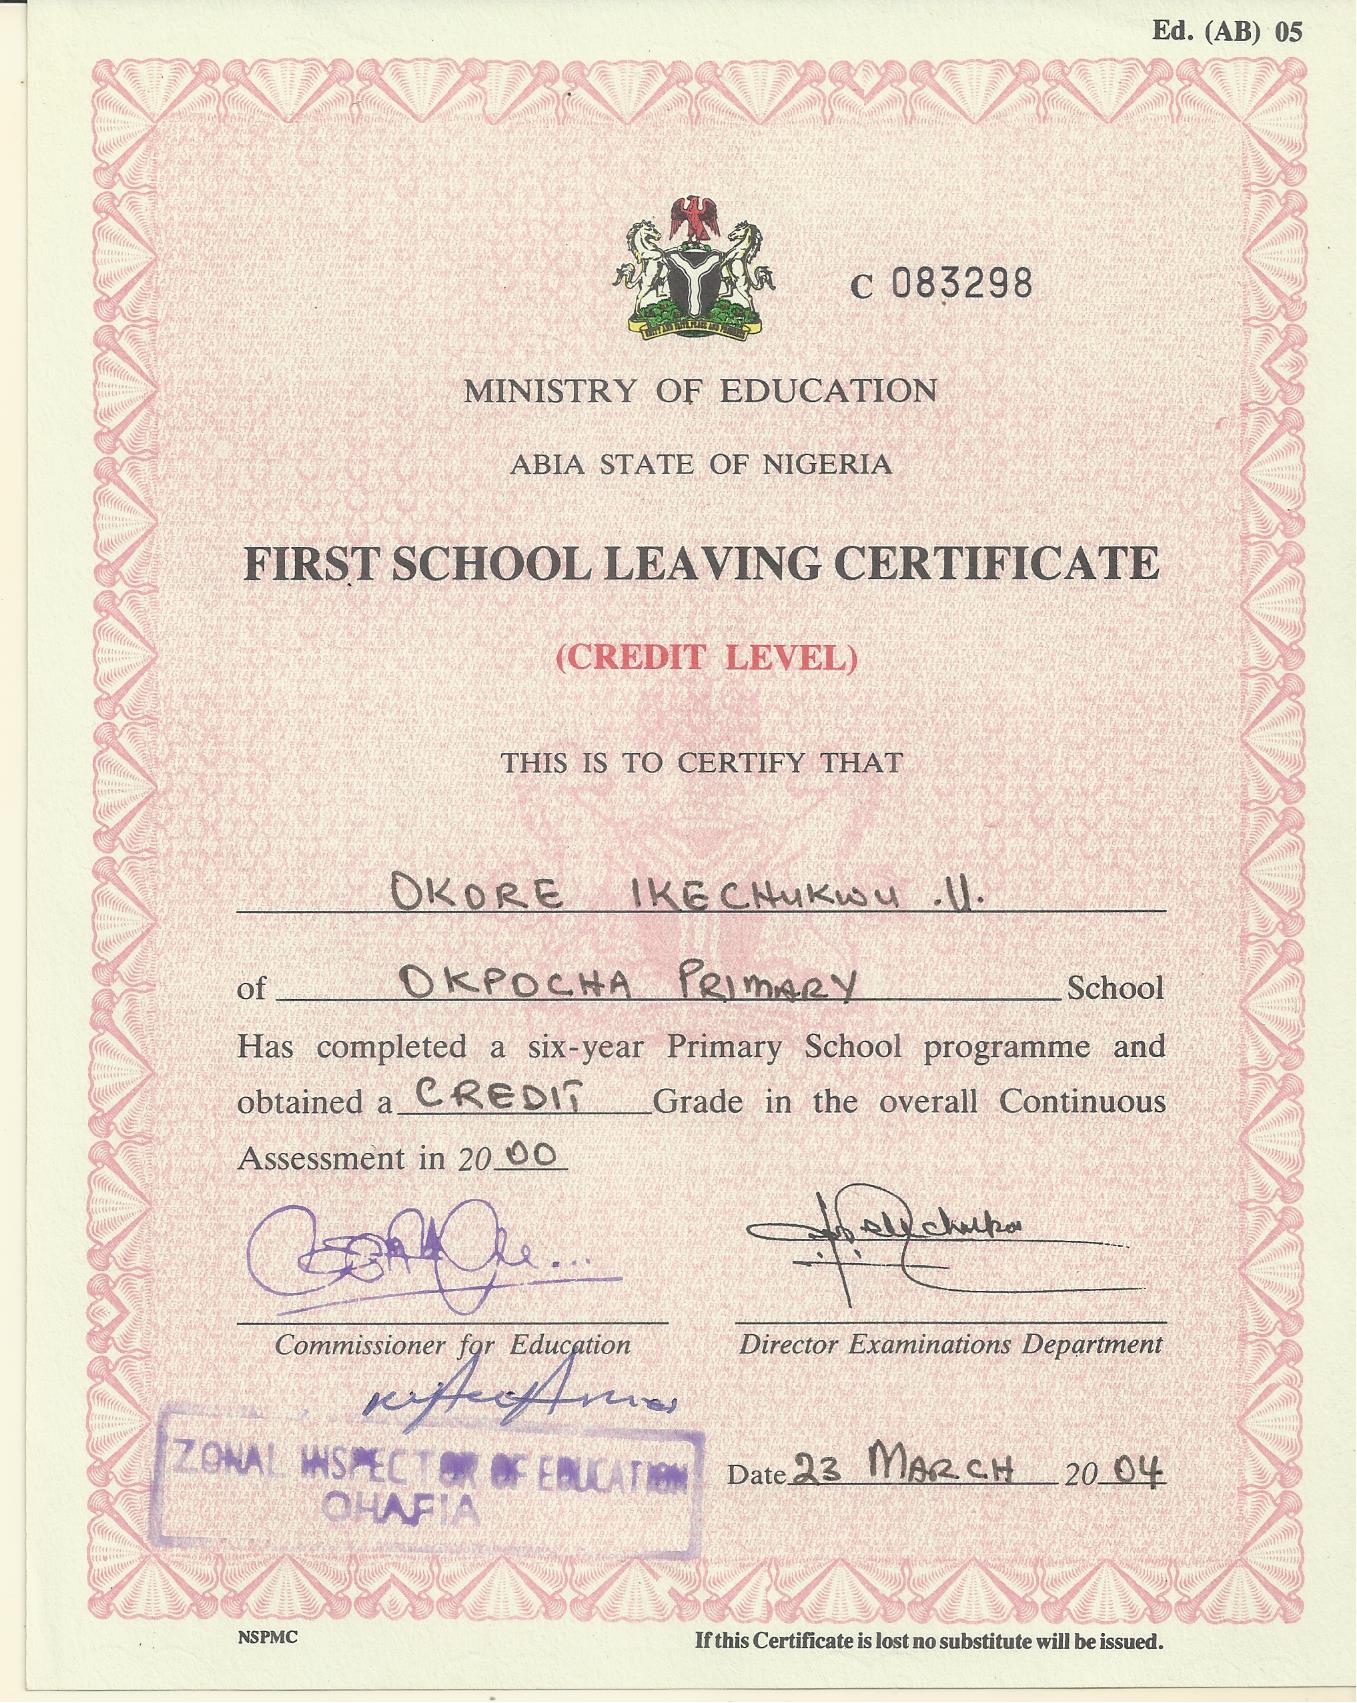 Ed. (AB) 05
C 083298
MINISTRY OF EDUCATION
ABIA STATE OF NIGERIA
FIRST SCHOOL LEAVING CERTIFICATE
(CREDIT LEVEL)
THIS IS TO CERTIFY THAT
OKORE IKECHUKWU .U.
of OKPOCHA PRIMARY School
Has completed a six-year Primary School programme and
obtained a CREDIT Grade in the overall Continuous
Assessment in 2000
Commissioner for Education
Director Examinations Department
ZONAL INSPECTOR OF EDUCATION
OHAFIA
Date 23 MARCH 2004
NSPMC
If this Certificate is lost no substitute will be issued.